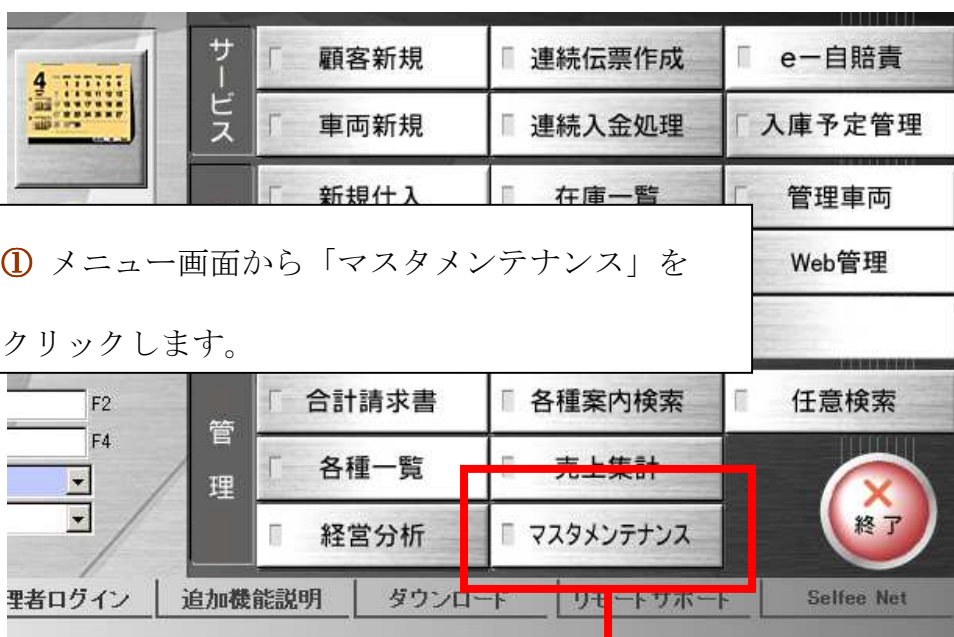 サービス
顧客新規
連続伝票作成
e－自賠責
4
車両新規
連続入金処理
入庫予定管理
新規仕入
在庫一覧
管理車両
① メニュー画面から「マスタメンテナンス」を
クリックします。
Web管理
F2
F4
管理
合計請求書
各種案内検索
任意検索
各種一覧
売上集計
経営分析
マスタメンテナンス
終了
理者ログイン
追加機能説明
ダウンロード
リモートサポート
Selfee Net